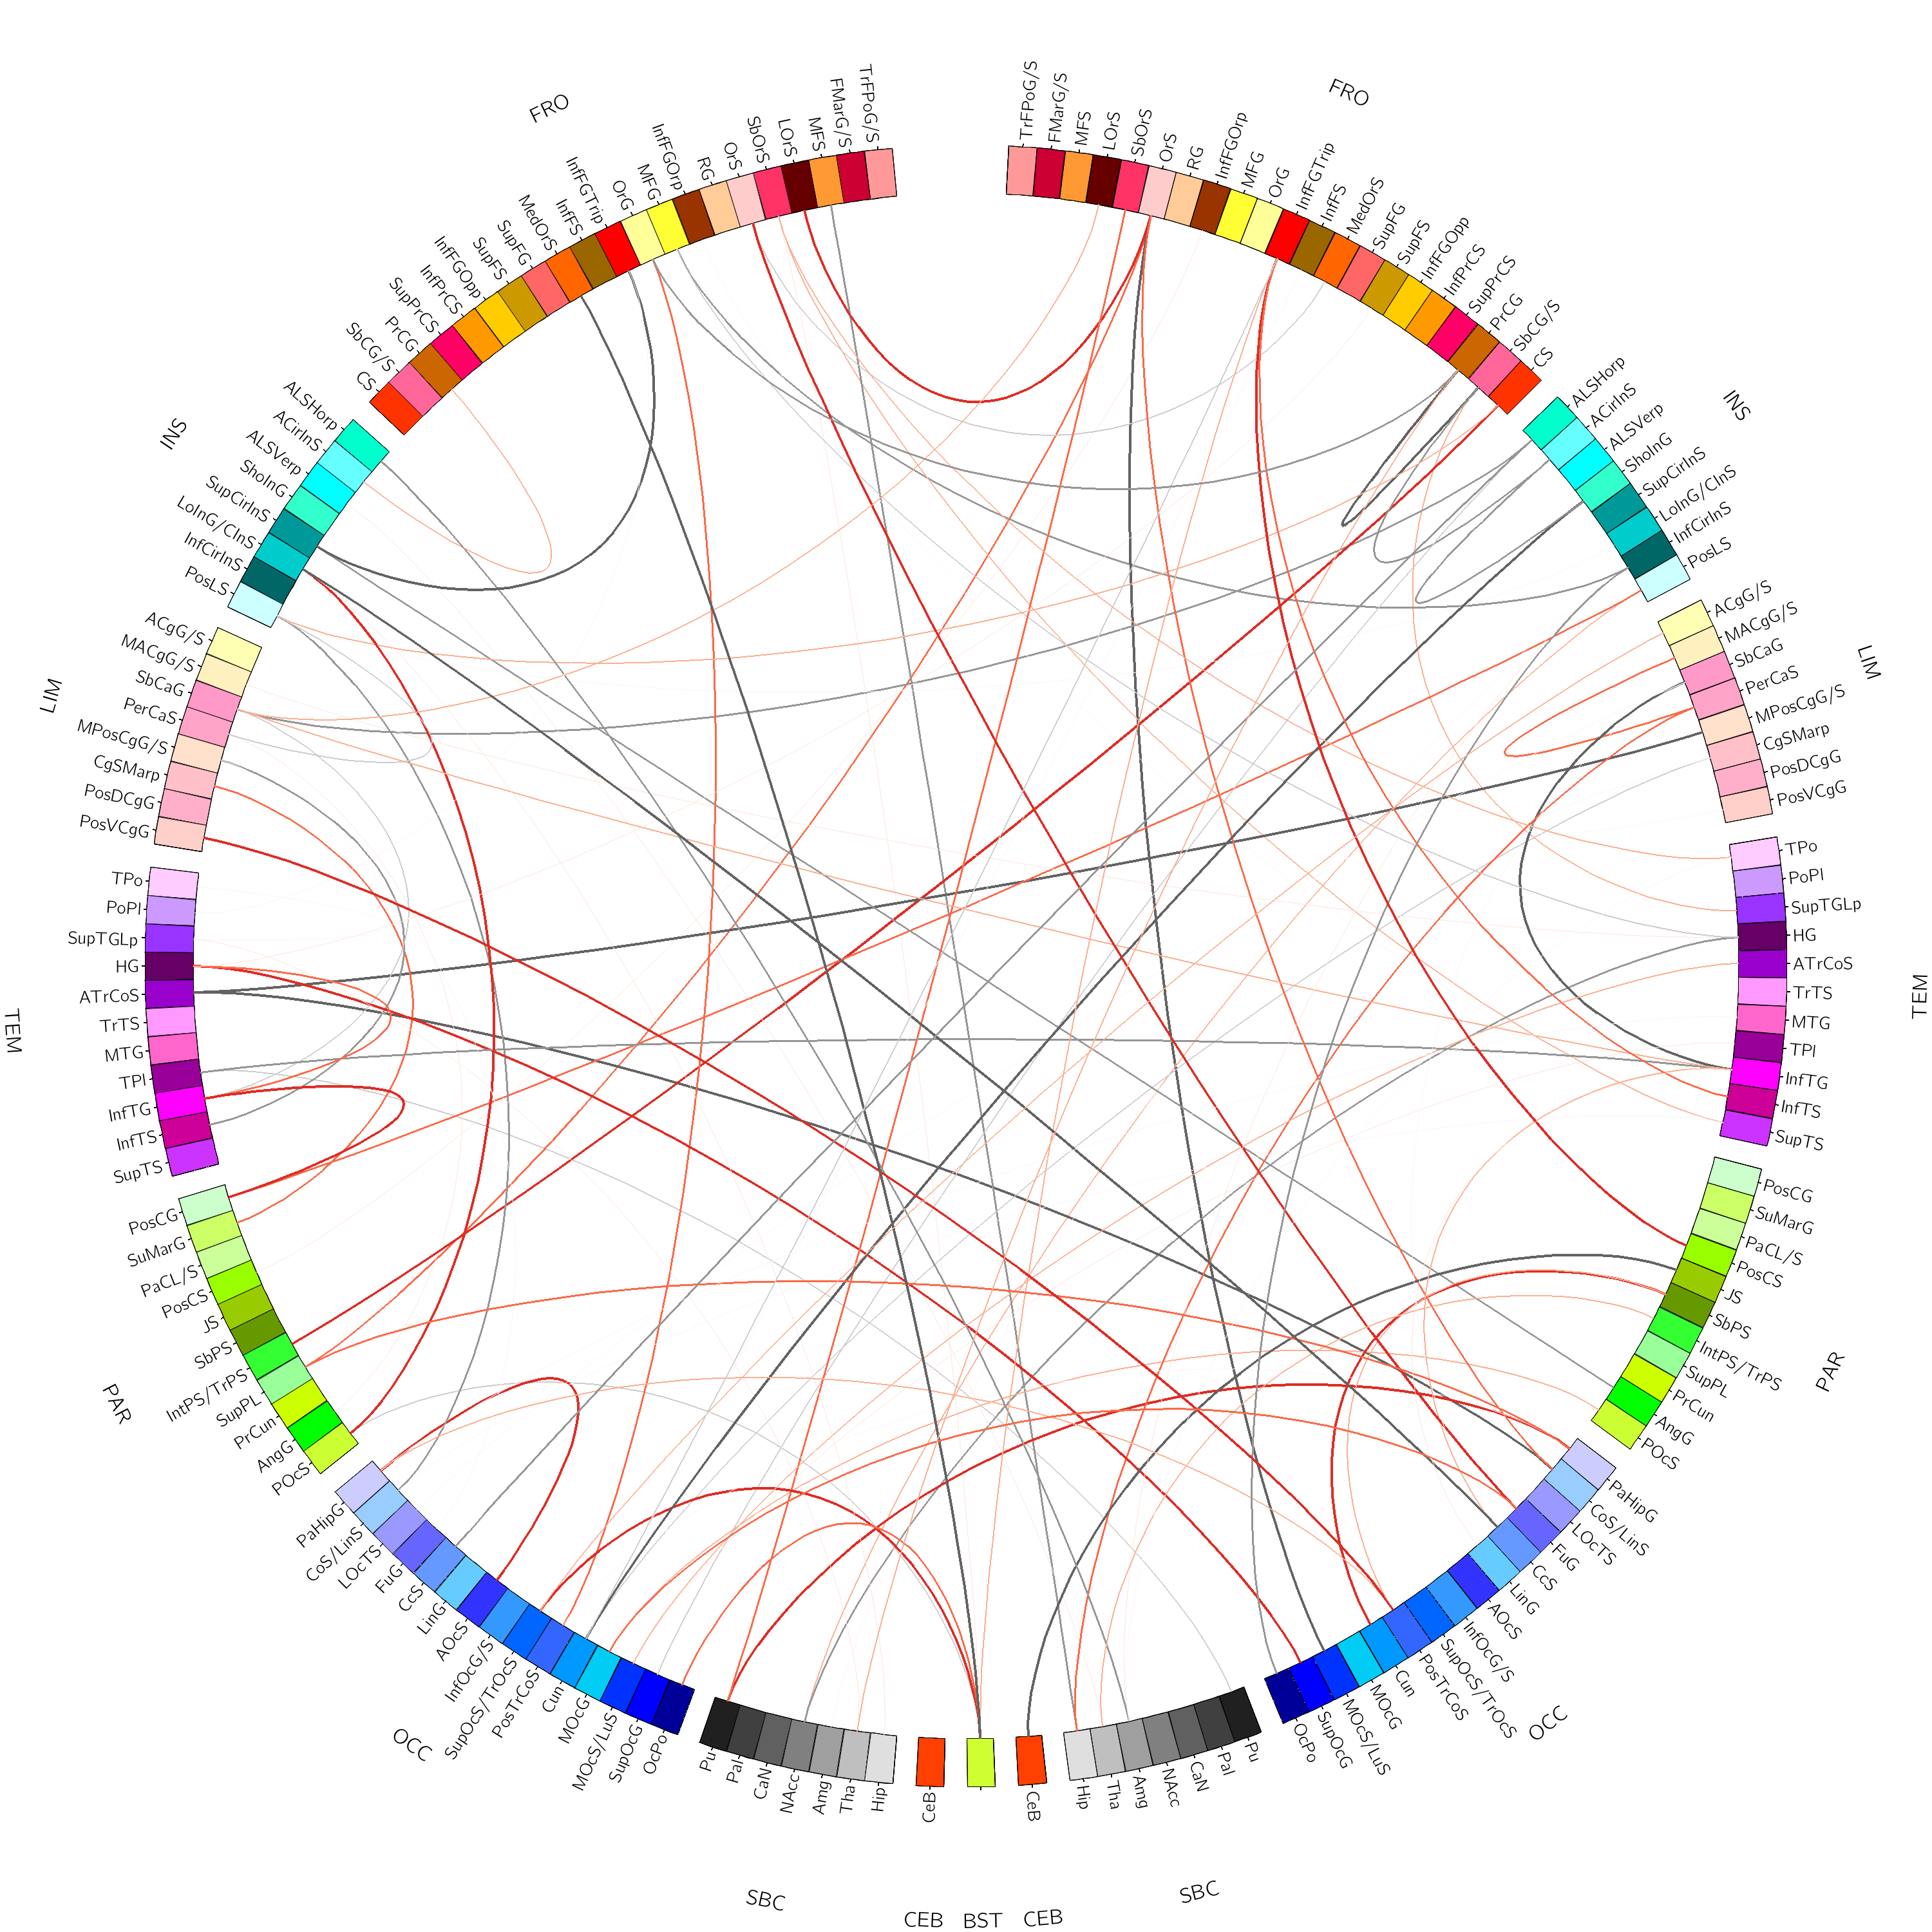 FRO
TrFPoG/S
FMarG/S
MFS
LOrS
SbOrS
OrS
RG
InfFGOrp
MFG
OrG
InfFGTrip
InfFS
MedOrS
SupFG
SupFS
InfFGOpp
InfPrCS
SupPrCS
PrCG
SbCG/S
CS
INS
ALSHorp
ACirInS
ALSVerp
ShoInG
SupCirInS
LoInG/CInS
InfCirInS
PosLS
LIM
ACgG/S
MACgG/S
SbCaG
PerCaS
MPosCgG/S
CgSMarp
PosDCgG
PosVCgG
TEM
TPo
PoPl
SupTGLp
HG
ATrCoS
TrTS
MTG
TPl
InfTG
InfTS
SupTS
PAR
PosCG
SuMarG
PaCL/S
PosCS
JS
SbPS
IntPS/TrPS
SupPL
PrCun
AngG
POcS
OCC
PaHipG
CoS/LinS
LOcTS
FuG
CcS
LinG
AOcS
InfOcG/S
SupOcS/TrOcS
PosTrCoS
Cun
MOcG
MOcS/LuS
SupOcG
OcPo
SBC
Pu
Pal
CaN
NAcc
Amg
Tha
Hip
CeB
CEB
BST
CEB
CeB
SBC
Hip
Tha
Amg
NAcc
CaN
Pal
Pu
OCC
OcPo
SupOcG
MOcS/LuS
MOcG
Cun
PosTrCoS
SupOcS/TrOcS
InfOcG/S
AOcS
LinG
CcS
FuG
LOcTS
CoS/LinS
PaHipG
PAR
POcS
AngG
PrCun
SupPL
IntPS/TrPS
SbPS
JS
PosCS
PaCL/S
SuMarG
PosCG
TEM
SupTS
InfTS
InfTG
TPl
MTG
TrTS
ATrCoS
HG
SupTGLp
PoPl
TPo
LIM
PosVCgG
PosDCgG
CgSMarp
MPosCgG/S
PerCaS
SbCaG
MACgG/S
ACgG/S
INS
PosLS
InfCirInS
LoInG/CInS
SupCirInS
ShoInG
ALSVerp
ACirInS
ALSHorp
FRO
CS
SbCG/S
PrCG
SupPrCS
InfPrCS
InfFGOpp
SupFS
SupFG
MedOrS
InfFS
InfFGTrip
OrG
MFG
InfFGOrp
RG
OrS
SbOrS
LOrS
MFS
FMarG/S
TrFPoG/S